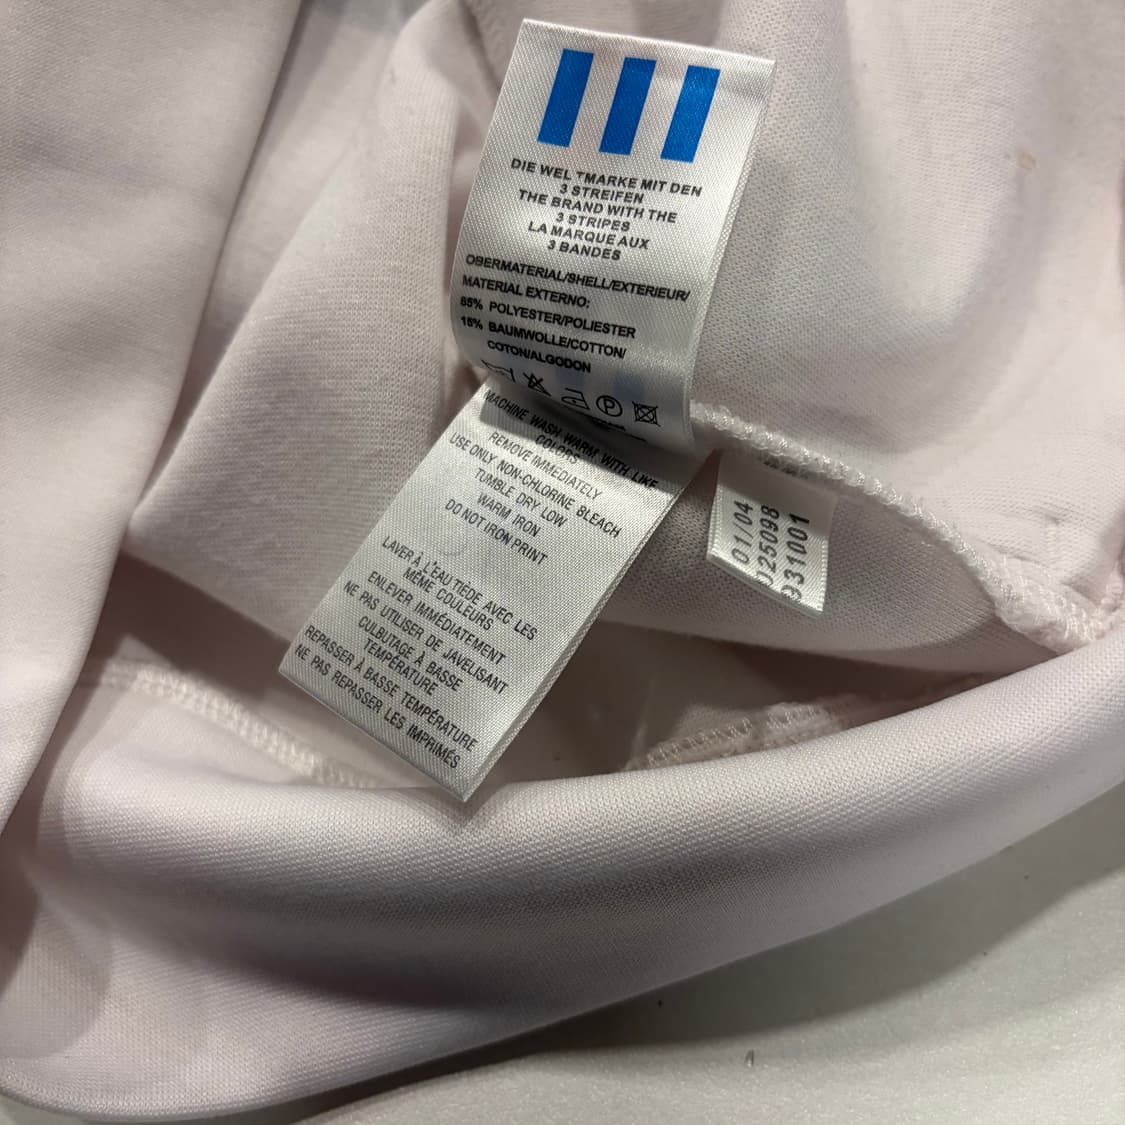 DIE WEL TMARKE MIT DEN
3 STREIFEN
THE BRAND WITH THE
3 STRIPES
LA MARQUE AUX
3 BANDES
OBERMATERIAL/SHELL/EXTERIEUR/
MATERIAL EXTERNO:
85% POLYESTER/POLIESTER
15% BAUMWOLLE/COTTON/
COTON/ALGODON
P
MACHINE WASH WARM WITH LIKE
COLORS
REMOVE IMMEDIATELY
USE ONLY NON-CHLORINE BLEACH
TUMBLE DRY LOW
WARM IRON
DO NOT IRON PRINT
LAVER À L'EAU TIÈDE AVEC LES
MÊME COULEURS
ENLEVER IMMÉDIATEMENT
NE PAS UTILISER DE JAVELISANT
CULBUTAGE À BASSE
TEMPÉRATURE
REPASSER À BASSE TEMPÉRATURE
NE PAS REPASSER LES IMPRIMÉS
01/04
025098
931001